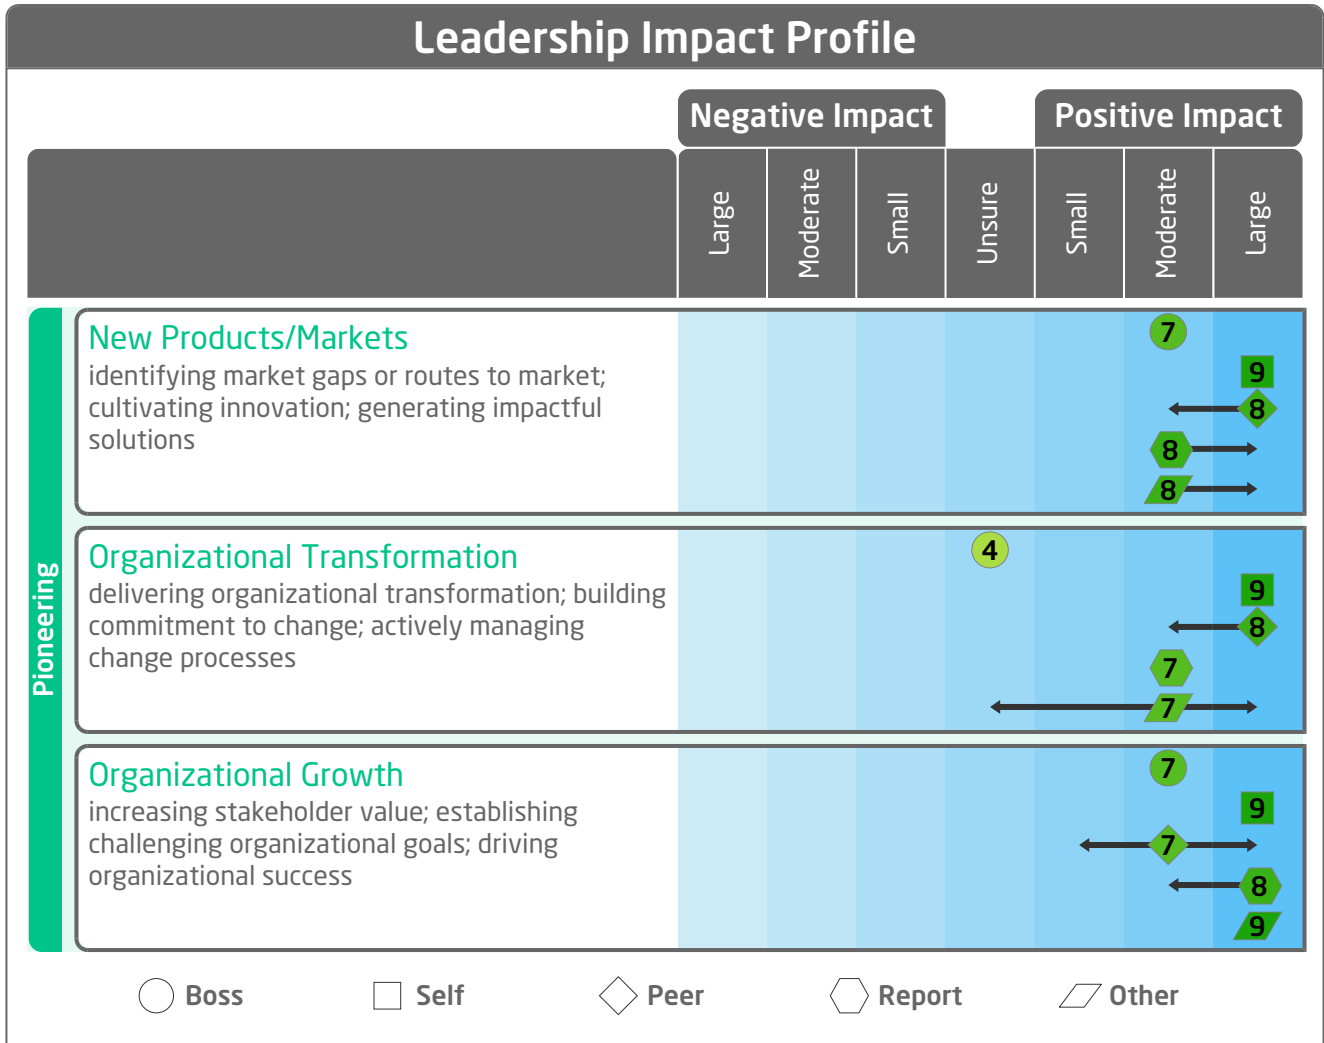 Leadership Impact Profile
Negative Impact
Positive Impact
Large
Moderate
Small
Unsure
Small
Moderate
Large
Pioneering
New Products/Markets
identifying market gaps or routes to market;
cultivating innovation; generating impactful
solutions
7
9
8
8
8
Organizational Transformation
delivering organizational transformation; building
commitment to change; actively managing
change processes
4
9
8
7
7
Organizational Growth
increasing stakeholder value; establishing
challenging organizational goals; driving
organizational success
7
9
7
8
9
Boss
Self
Peer
Report
Other